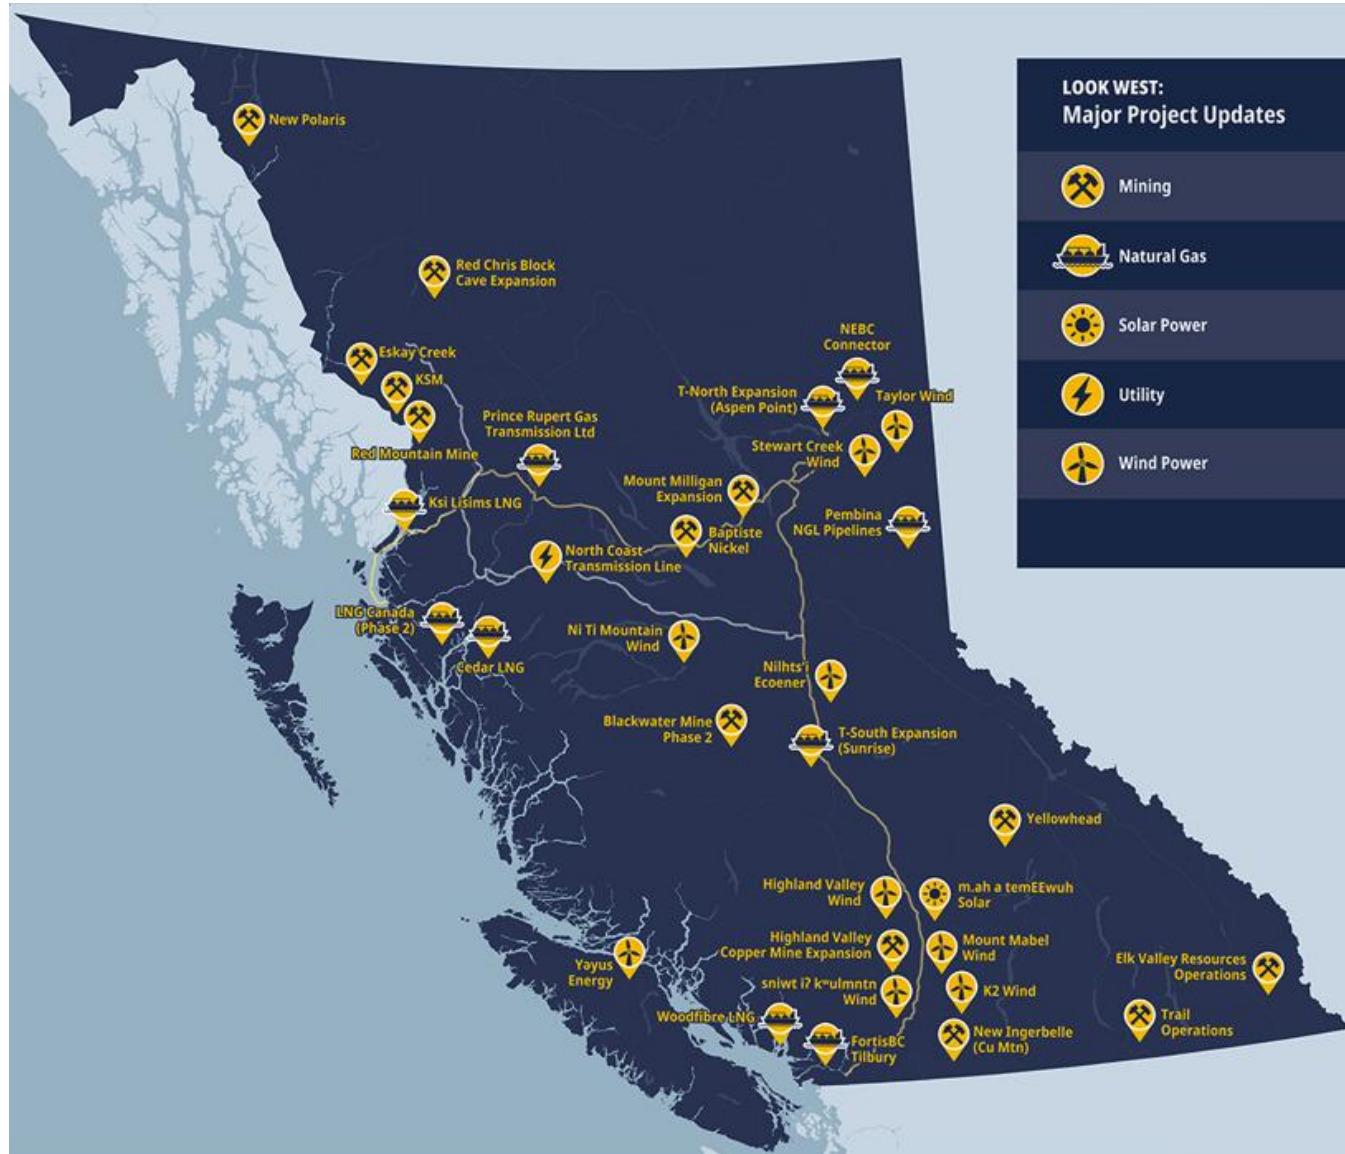 LOOK WEST:
Major Project Updates
Mining
Natural Gas
Solar Power
Utility
Wind Power
New Polaris
Red Chris Block
Cave Expansion
Eskay Creek
KSM
Red Mountain Mine
Prince Rupert Gas
Transmission Ltd
Ksi Lisims LNG
NEBC
Connector
T-North Expansion
(Aspen Point)
Taylor Wind
Stewart Creek
Wind
Mount Milligan
Expansion
Baptiste
Nickel
Pembina
NGL Pipelines
North Coast
Transmission Line
LNG Canada
(Phase 2)
Cedar LNG
Ni Ti Mountain
Wind
Nilhts'i
Ecoener
Blackwater Mine
Phase 2
T-South Expansion
(Sunrise)
Yellowhead
Highland Valley
Wind
m.ah a temEEwuh
Solar
Highland Valley
Copper Mine Expansion
Mount Mabel
Wind
Yəyus
Energy
sniwt iʔ kʷulmntn
Wind
K2 Wind
Elk Valley Resources
Operations
Woodfibre LNG
FortisBC
Tilbury
New Ingerbelle
(Cu Mtn)
Trail
Operations